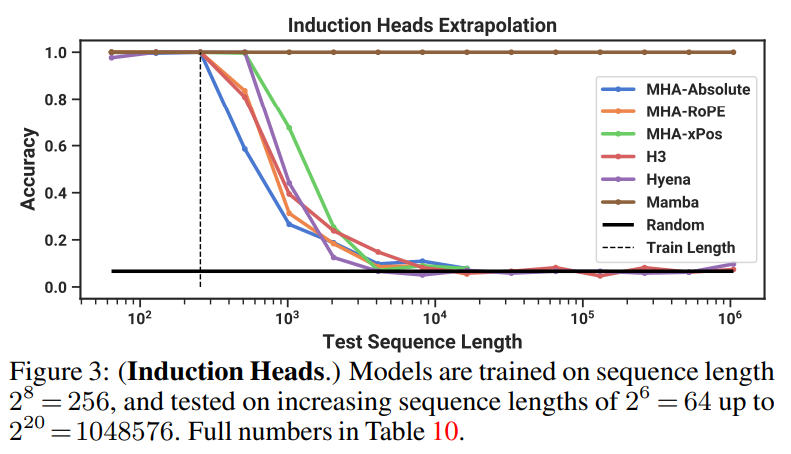 Induction Heads Extrapolation
1.0
0.8
0.6
0.4
0.2
0.0
Accuracy
MHA-Absolute
MHA-RoPE
MHA-xPos
H3
Hyena
Mamba
Random
Train Length
10² 10³ 10⁴ 10⁵ 10⁶
Test Sequence Length
Figure 3: (Induction Heads.) Models are trained on sequence length
2⁸ = 256, and tested on increasing sequence lengths of 2⁶ = 64 up to
2²⁰ = 1048576. Full numbers in Table 10.